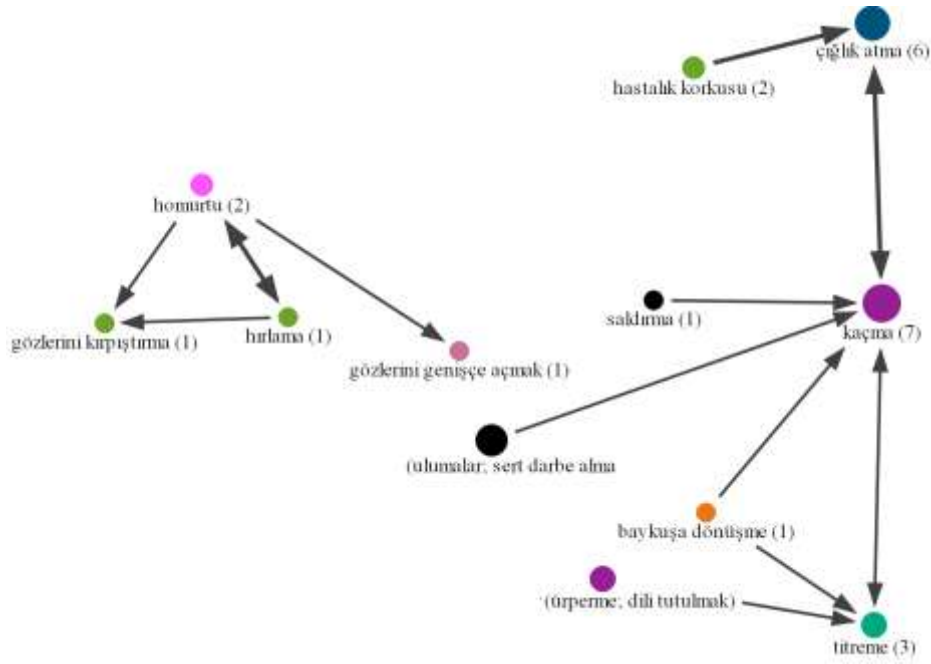 çığlık atma (6)
hastalık korkusu (2)
homurtu (2)
saldırma (1)
kaçma (7)
gözlerini kırpıştırma (1)
hırlama (1)
gözlerini genişçe açmak (1)
(ulumalar; sert darbe alma
baykuşa dönüşme (1)
(ürperme; dili tutulmak)
titreme (3)